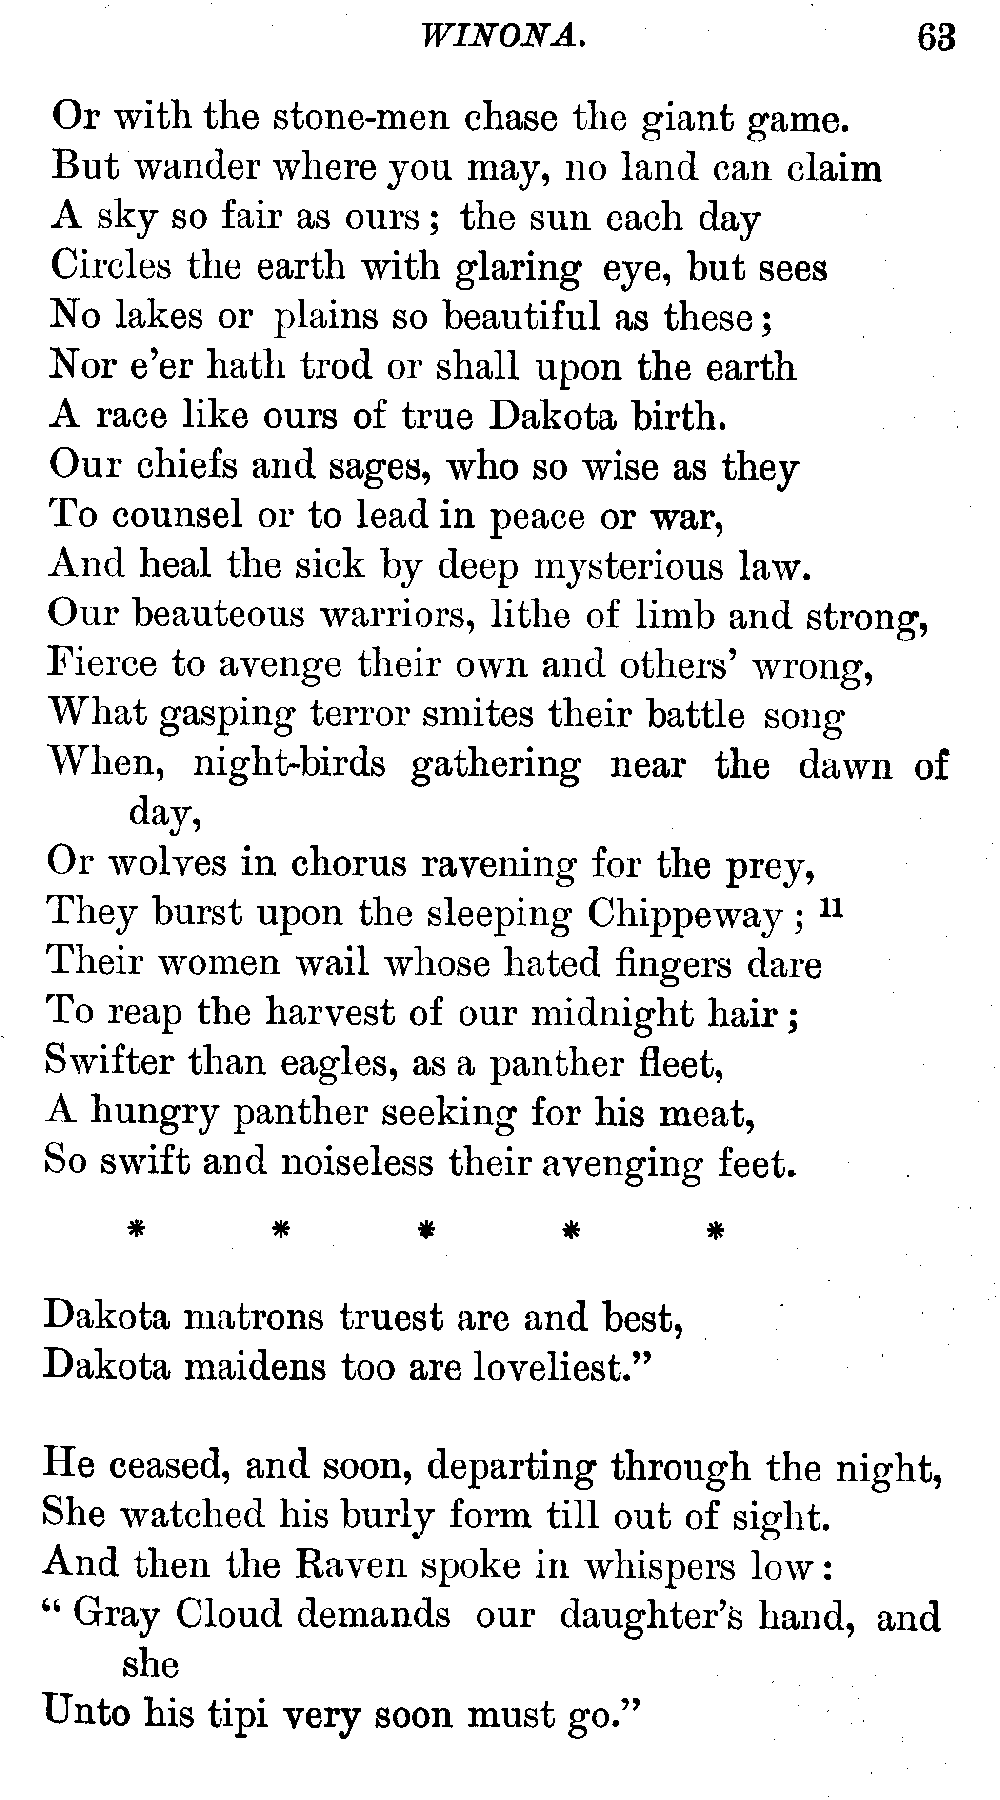 WINONA. 63
Or with the stone-men chase the giant game.
But wander where you may, no land can claim
A sky so fair as ours; the sun each day
Circles the earth with glaring eye, but sees
No lakes or plains so beautiful as these;
Nor e'er hath trod or shall upon the earth
A race like ours of true Dakota birth.
Our chiefs and sages, who so wise as they
To counsel or to lead in peace or war,
And heal the sick by deep mysterious law.
Our beauteous warriors, lithe of limb and strong,
Fierce to avenge their own and others' wrong,
What gasping terror smites their battle song
When, night-birds gathering near the dawn of
day,
Or wolves in chorus ravening for the prey,
They burst upon the sleeping Chippeway; 11
Their women wail whose hated fingers dare
To reap the harvest of our midnight hair;
Swifter than eagles, as a panther fleet,
A hungry panther seeking for his meat,
So swift and noiseless their avenging feet.
* * * * *
Dakota matrons truest are and best,
Dakota maidens too are loveliest."
He ceased, and soon, departing through the night,
She watched his burly form till out of sight.
And then the Raven spoke in whispers low:
"Gray Cloud demands our daughter's hand, and
she
Unto his tipi very soon must go."